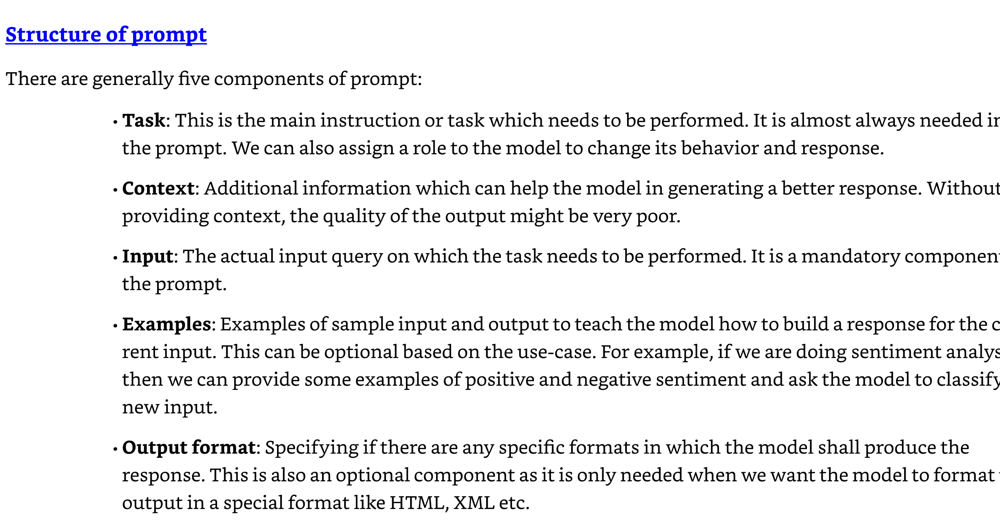 Structure of prompt
There are generally five components of prompt:
• Task: This is the main instruction or task which needs to be performed. It is almost always needed in
the prompt. We can also assign a role to the model to change its behavior and response.
• Context: Additional information which can help the model in generating a better response. Without
providing context, the quality of the output might be very poor.
• Input: The actual input query on which the task needs to be performed. It is a mandatory component
the prompt.
• Examples: Examples of sample input and output to teach the model how to build a response for the
rent input. This can be optional based on the use-case. For example, if we are doing sentiment
then we can provide some examples of positive and negative sentiment and ask the model to classify
new input.
• Output format: Specifying if there are any specific formats in which the model shall produce the
response. This is also an optional component as it is only needed when we want the model to format
output in a special format like HTML, XML etc.